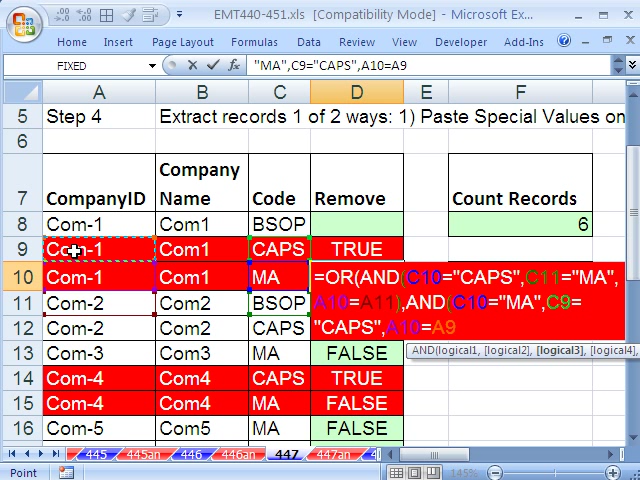 EMT440-451.xls [Compatibility Mode] - Microsoft Ex...
Home Insert Page Layout Formulas Data Review View Developer Add-Ins
FIXED fx "MA",C9="CAPS",A10=A9
A B C D E F
5 Step 4 Extract records 1 of 2 ways: 1) Paste Special Values on
6
Company
7 CompanyID Name Code Remove Count Records
8 Com-1 Com1 BSOP 6
9 Com-1 Com1 CAPS TRUE
10 Com-1 Com1 MA =OR(AND(C10="CAPS",C11="MA",
11 Com-2 Com2 BSOP A10=A11),AND(C10="MA",C9=
12 Com-2 Com2 CAPS "CAPS",A10=A9
13 Com-3 Com3 MA FALSE
AND(logical1, [logical2], [logical3], [logical4],
14 Com-4 Com4 CAPS TRUE
15 Com-4 Com4 MA FALSE
16 Com-5 Com5 MA FALSE
445 445an 446 446an 447 447an
Point 145%